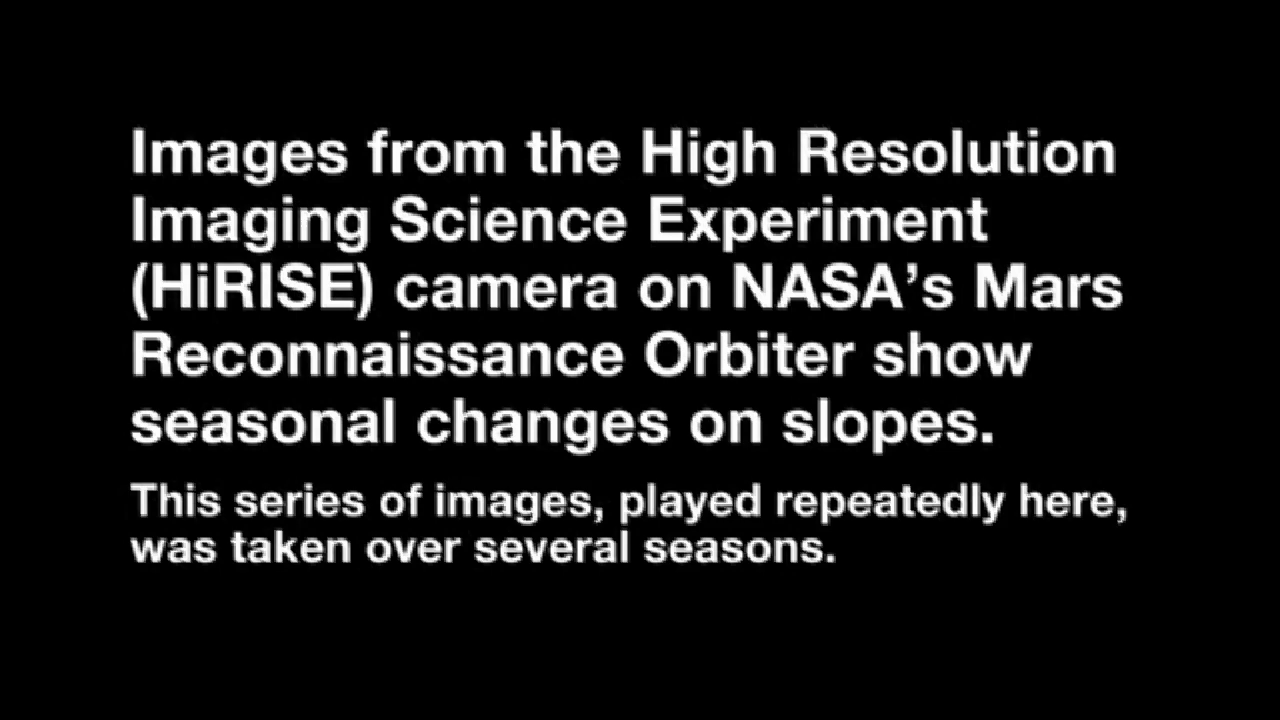 Images from the High Resolution
Imaging Science Experiment
(HiRISE) camera on NASA’s Mars
Reconnaissance Orbiter show
seasonal changes on slopes.
This series of images, played repeatedly here,
was taken over several seasons.